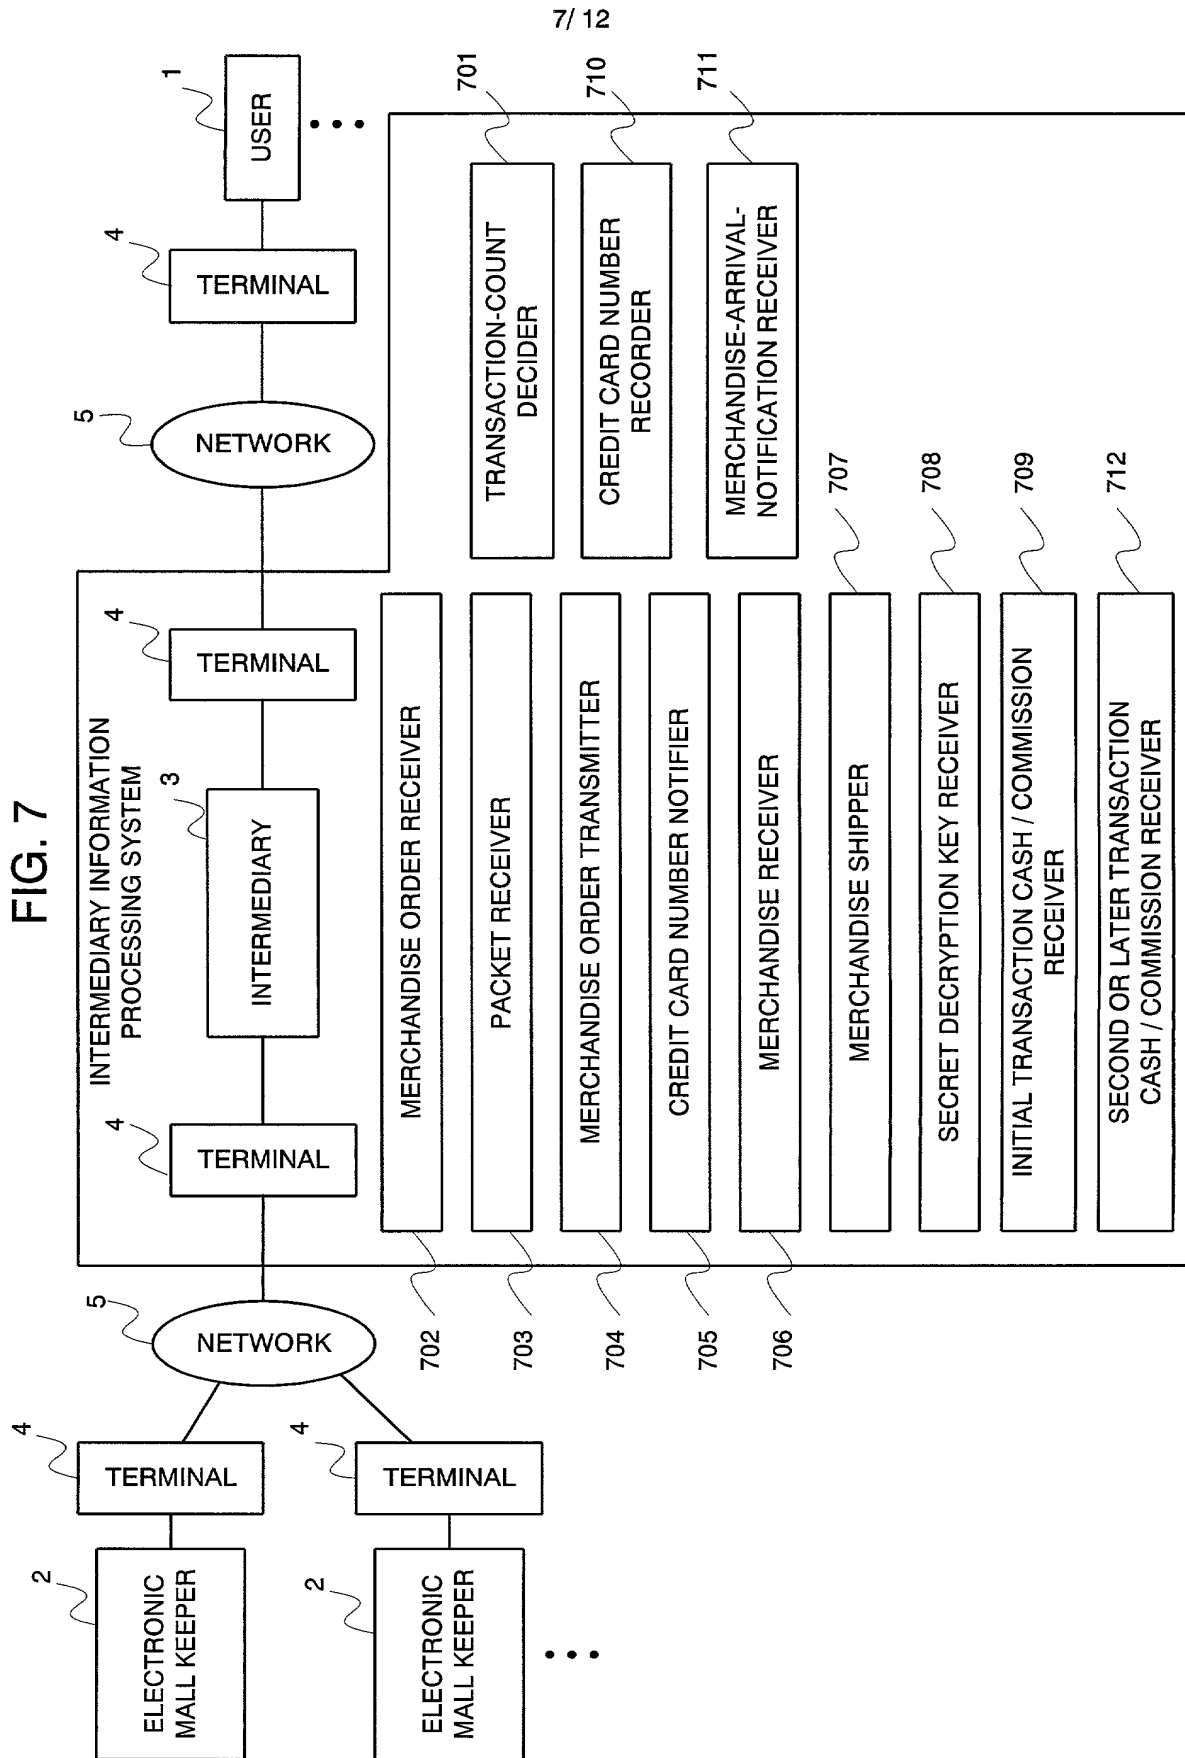 7/ 12
FIG. 7
INTERMEDIARY INFORMATION
PROCESSING SYSTEM
2
ELECTRONIC
MALL KEEPER
4
TERMINAL
2
ELECTRONIC
MALL KEEPER
4
TERMINAL
5
NETWORK
4
TERMINAL
3
INTERMEDIARY
4
TERMINAL
5
NETWORK
4
TERMINAL
1
USER
702
MERCHANDISE ORDER RECEIVER
703
PACKET RECEIVER
704
MERCHANDISE ORDER TRANSMITTER
705
CREDIT CARD NUMBER NOTIFIER
706
MERCHANDISE RECEIVER
MERCHANDISE SHIPPER
707
SECRET DECRYPTION KEY RECEIVER
708
INITIAL TRANSACTION CASH / COMMISSION
RECEIVER
709
SECOND OR LATER TRANSACTION
CASH / COMMISSION RECEIVER
712
TRANSACTION-COUNT
DECIDER
701
CREDIT CARD NUMBER
RECORDER
710
MERCHANDISE-ARRIVAL-
NOTIFICATION RECEIVER
711